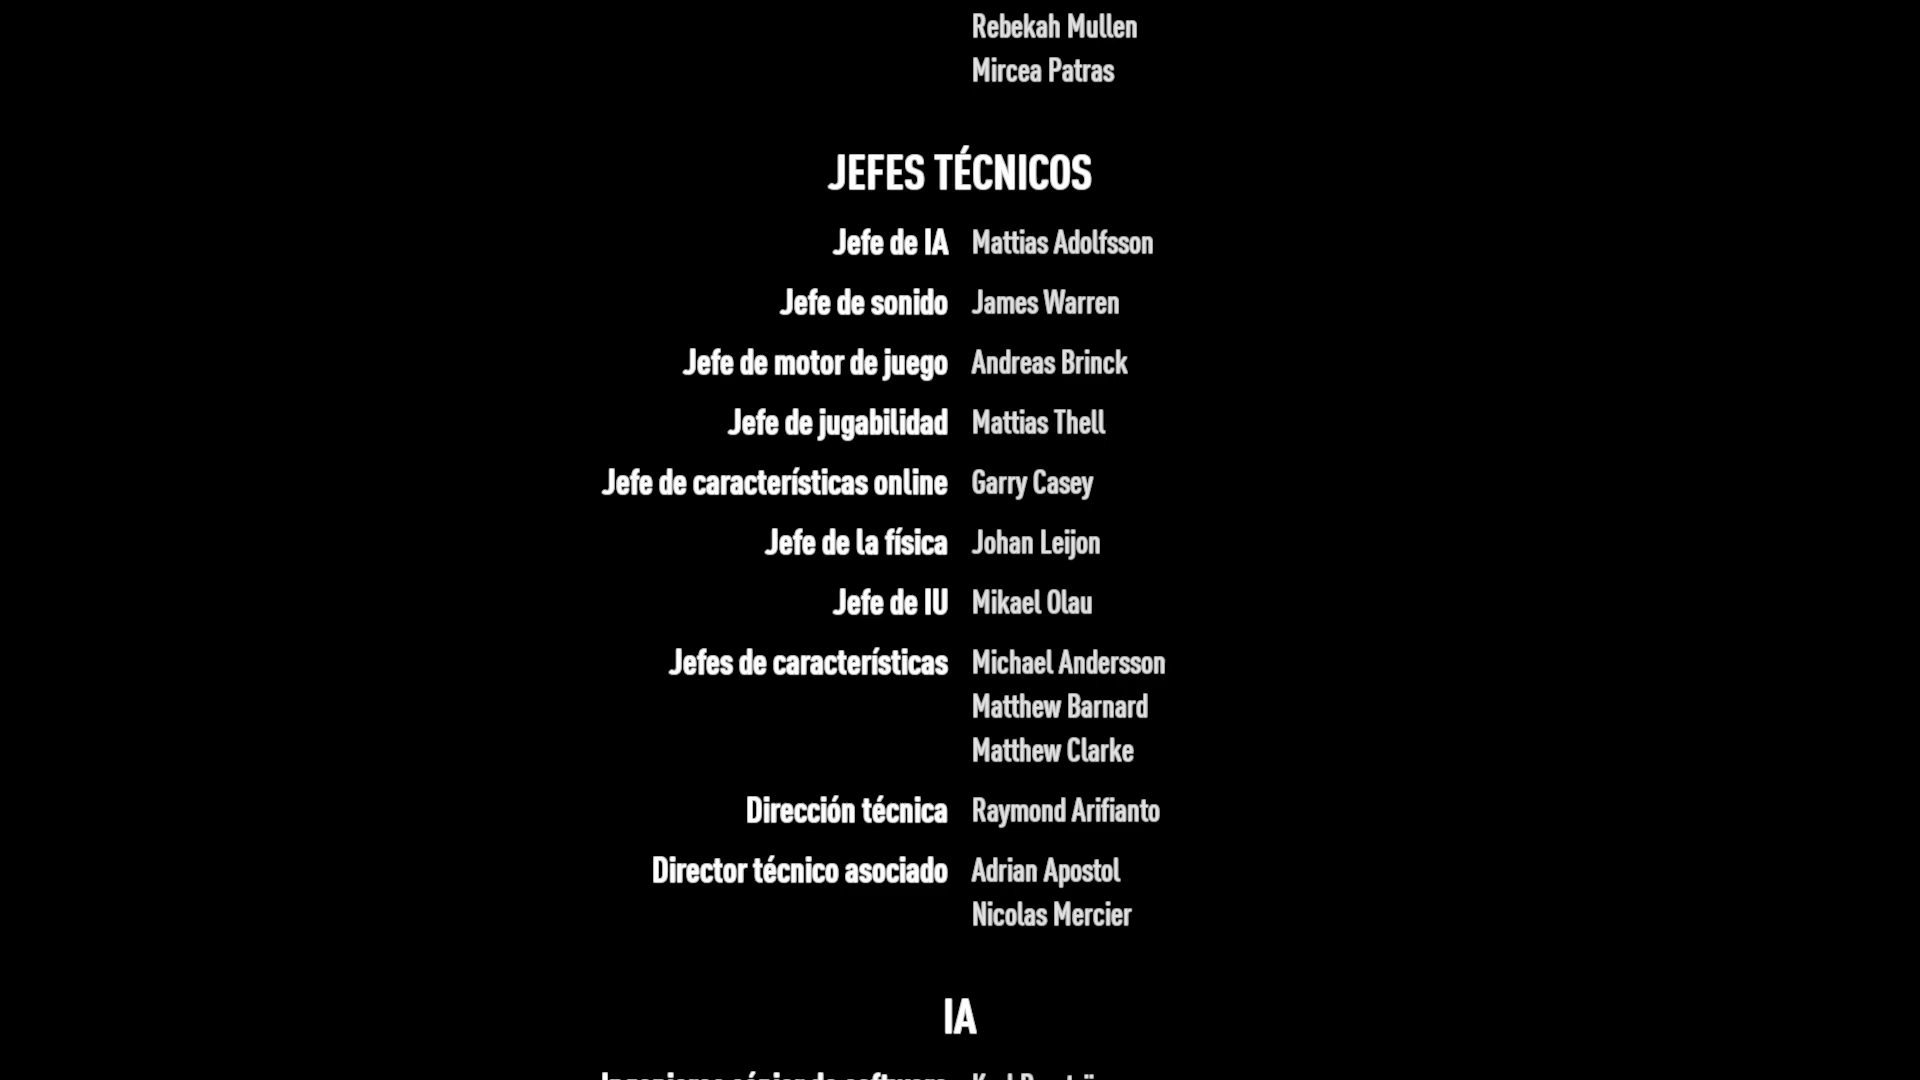 Rebekah Mullen
Mircea Patras
JEFES TÉCNICOS
Jefe de IA Mattias Adolfsson
Jefe de sonido James Warren
Jefe de motor de juego Andreas Brinck
Jefe de jugabilidad Mattias Thell
Jefe de características online Garry Casey
Jefe de la física Johan Leijon
Jefe de IU Mikael Olau
Jefes de características Michael Andersson
Matthew Barnard
Matthew Clarke
Dirección técnica Raymond Arifianto
Director técnico asociado Adrian Apostol
Nicolas Mercier
IA